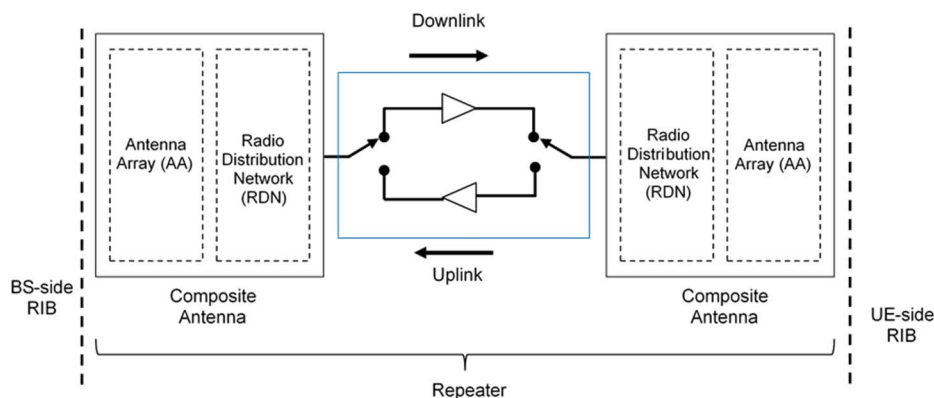 Downlink
Antenna
Array (AA)
Radio
Distribution
Network
(RDN)
Radio
Distribution
Network
(RDN)
Antenna
Array (AA)
Uplink
BS-side
RIB
Composite
Antenna
Composite
Antenna
UE-side
RIB
Repeater